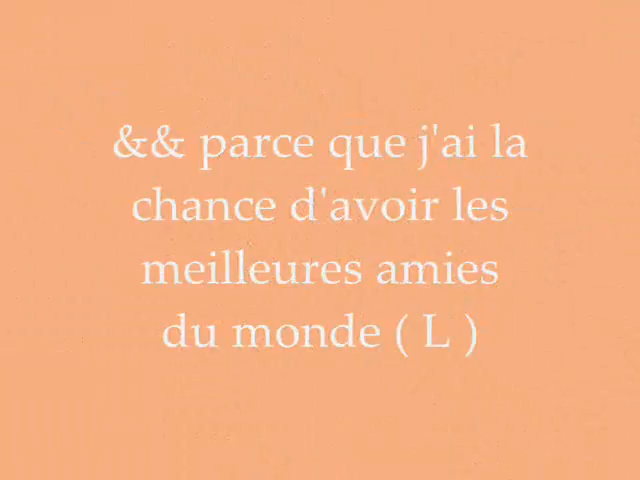 && parce que j'ai la
chance d'avoir les
meilleures amies
du monde ( L )